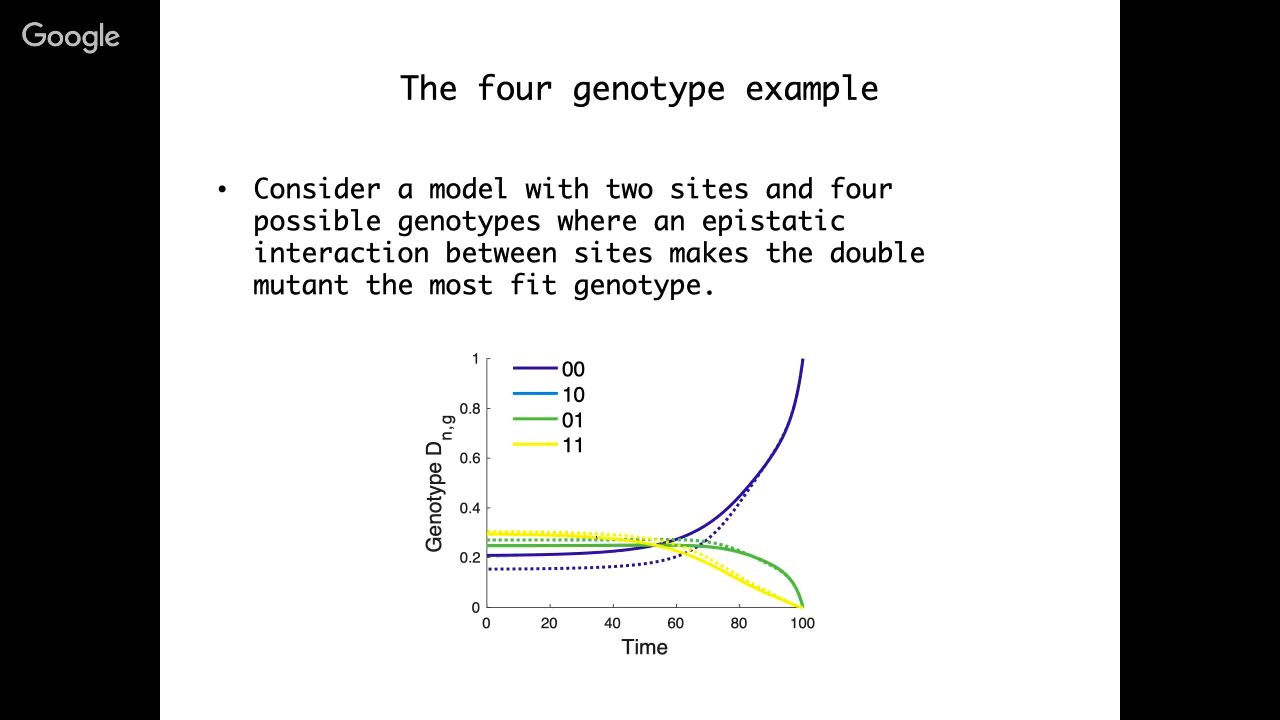 Google
The four genotype example
• Consider a model with two sites and four
possible genotypes where an epistatic
interaction between sites makes the double
mutant the most fit genotype.
1
0.8
0.6
0.4
0.2
0
00
10
01
11
Genotype D n,g
0 20 40 60 80 100
Time